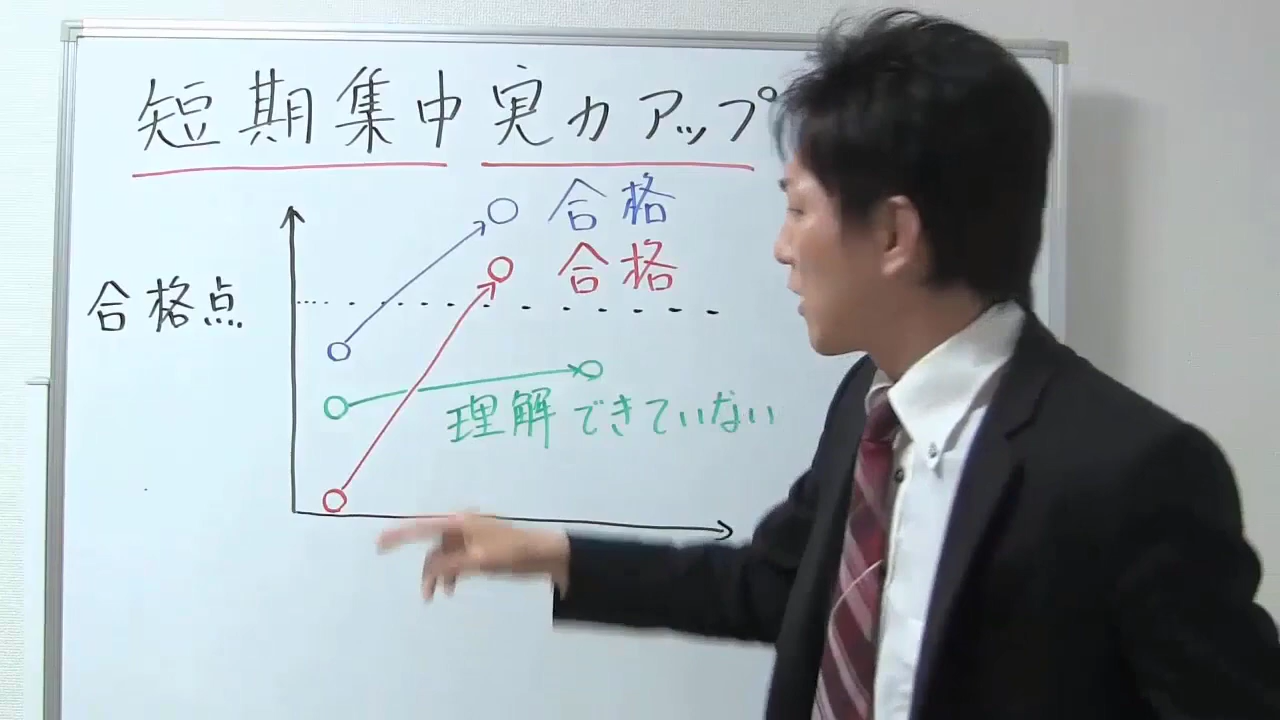 短期集中実力アップ
合格
合格
合格点
理解できていない